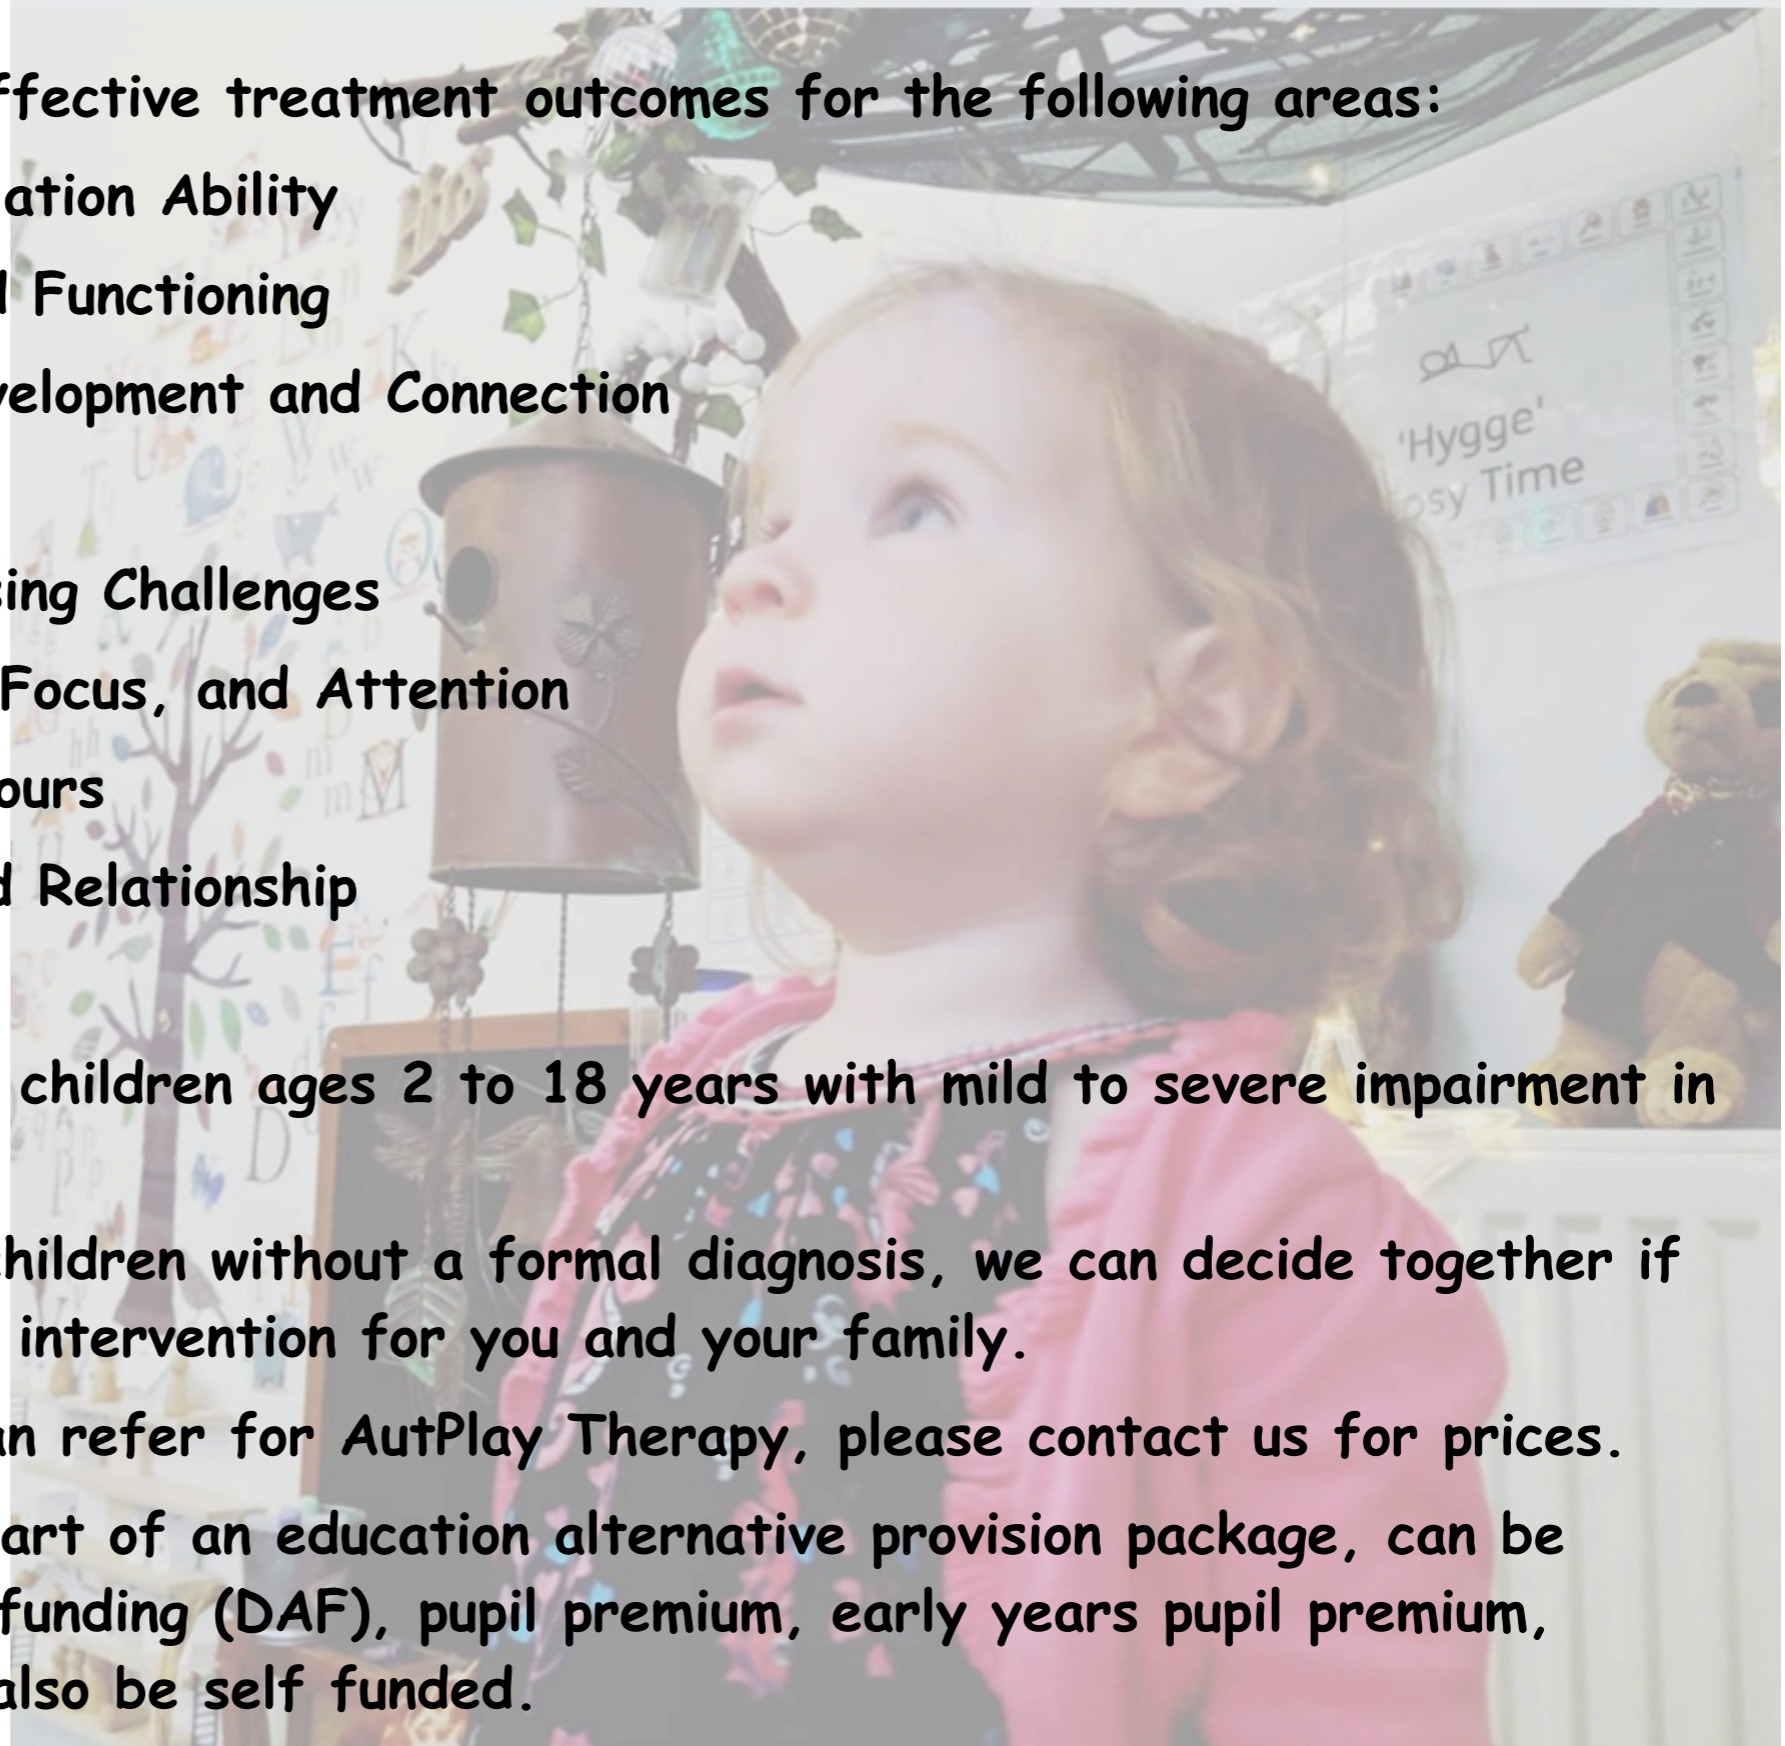 ffective treatment outcomes for the following areas:
ation Ability
Functioning
velopment and Connection
sing Challenges
Focus, and Attention
ours
d Relationship
children ages 2 to 18 years with mild to severe impairment in
children without a formal diagnosis, we can decide together if
intervention for you and your family.
an refer for AutPlay Therapy, please contact us for prices.
art of an education alternative provision package, can be
funding (DAF), pupil premium, early years pupil premium,
also be self funded.
'Hygge'
osy Time